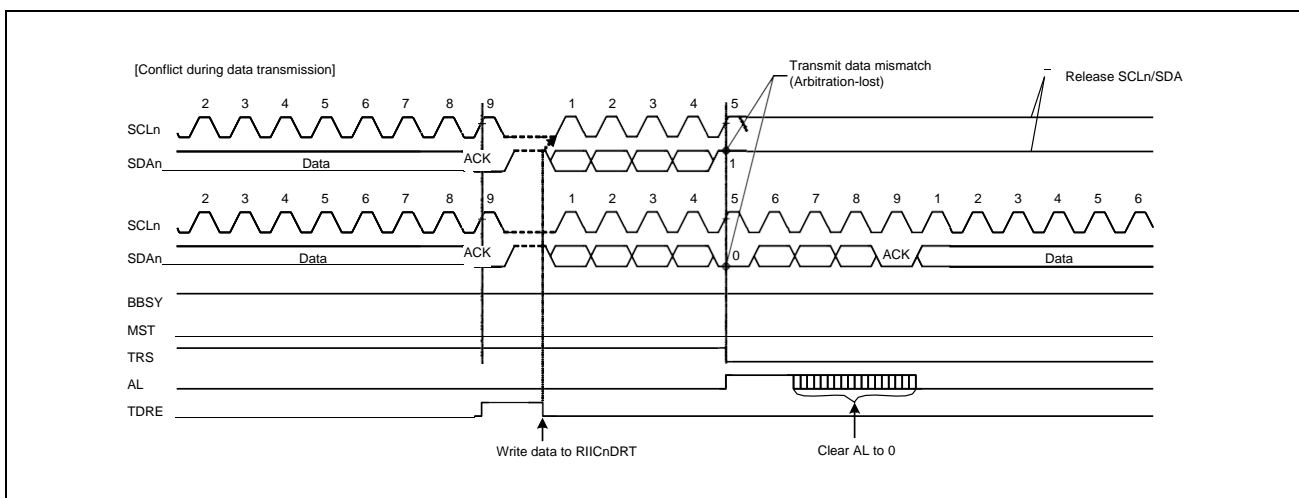 [Conflict during data transmission]
Transmit data mismatch
(Arbitration-lost)
Release SCLn/SDA
2 3 4 5 6 7 8 9 1 2 3 4 5
SCLn
SDAn Data ACK 1
2 3 4 5 6 7 8 9 1 2 3 4 5 6 7 8 9 1 2 3 4 5 6
SCLn
SDAn Data ACK 0 ACK Data
BBSY
MST
TRS
AL
TDRE
Write data to RIICnDRT Clear AL to 0